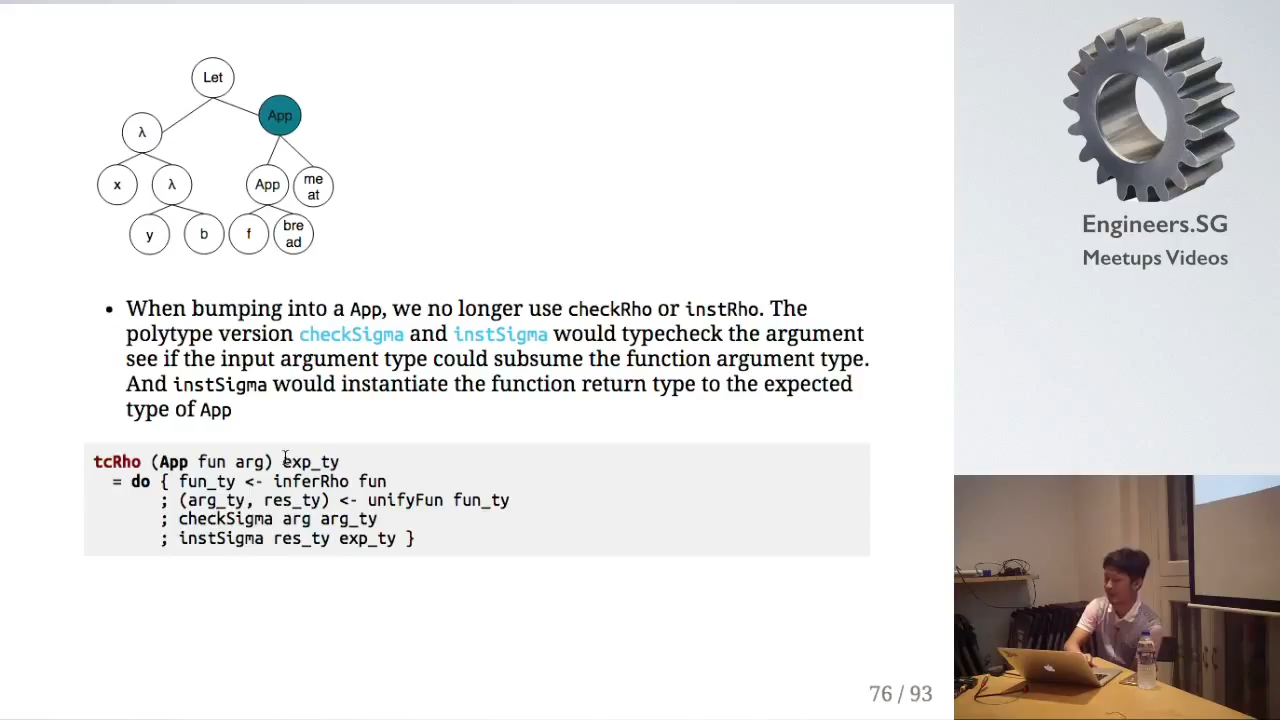 Let
λ
App
x
λ
App
me
at
y
b
f
bre
ad
• When bumping into a App, we no longer use checkRho or instRho. The
polytype version checkSigma and instSigma would typecheck the argument
see if the input argument type could subsume the function argument type.
And instSigma would instantiate the function return type to the expected
type of App
tcRho (App fun arg) exp_ty
= do { fun_ty <- inferRho fun
; (arg_ty, res_ty) <- unifyFun fun_ty
; checkSigma arg arg_ty
; instSigma res_ty exp_ty }
76 / 93
Engineers.SG
Meetups Videos